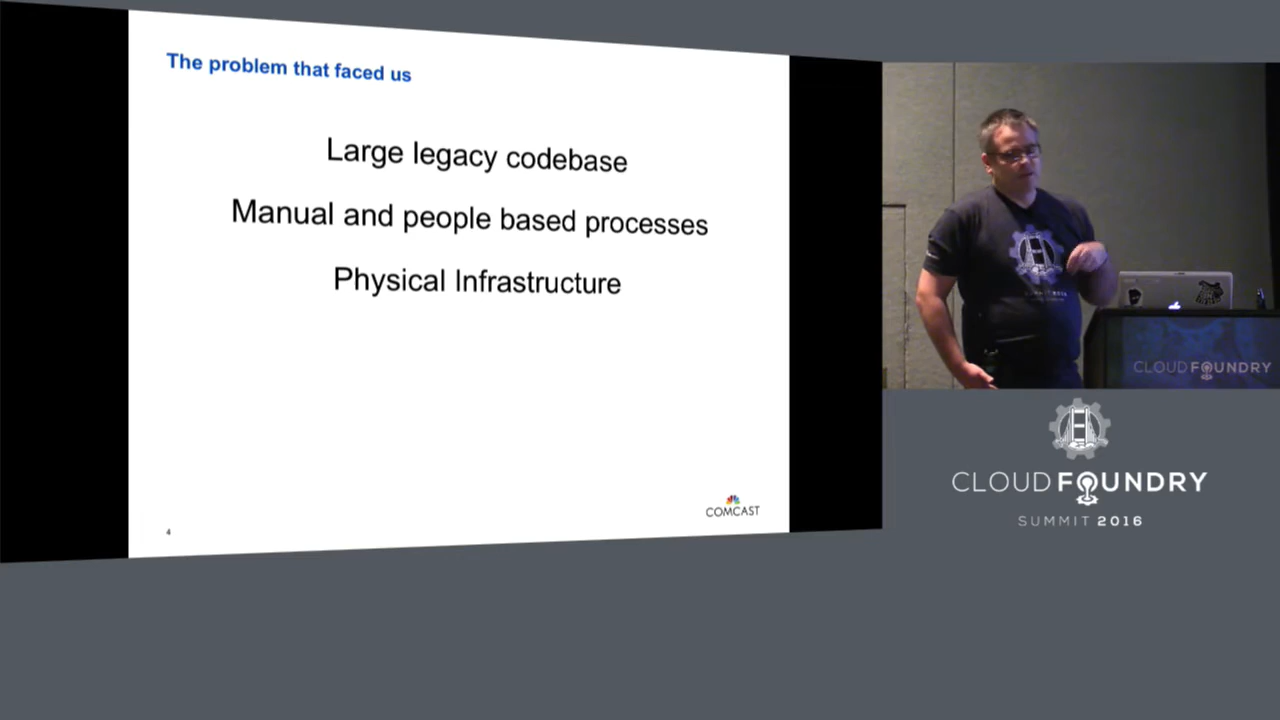 The problem that faced us
Large legacy codebase
Manual and people based processes
Physical Infrastructure
COMCAST
4
CLOUD FOUNDRY
CLOUD FOUNDRY
SUMMIT 2016